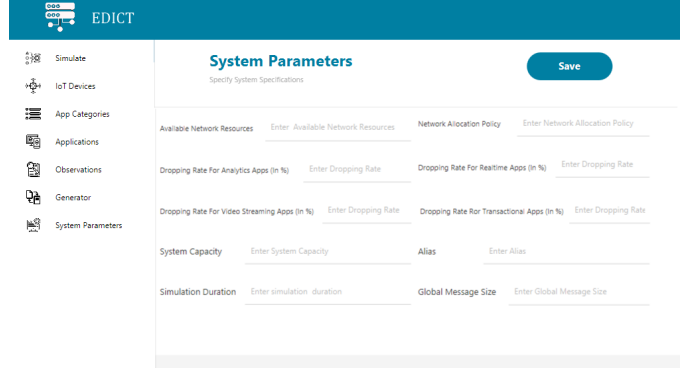 EDICT
Simulate
IoT Devices
App Categories
Applications
Observations
Generator
System Parameters
System Parameters
Specify System Specifications
Save
Available Network Resources Enter Available Network Resources
Network Allocation Policy Enter Network Allocation Policy
Dropping Rate For Analytics Apps (In %) Enter Dropping Rate
Dropping Rate For Realtime Apps (In %) Enter Dropping Rate
Dropping Rate For Video Streaming Apps (In %) Enter Dropping Rate
Dropping Rate Ror Transactional Apps (In %) Enter Dropping Rate
System Capacity Enter System Capacity
Alias Enter Alias
Simulation Duration Enter simulation duration
Global Message Size Enter Global Message Size